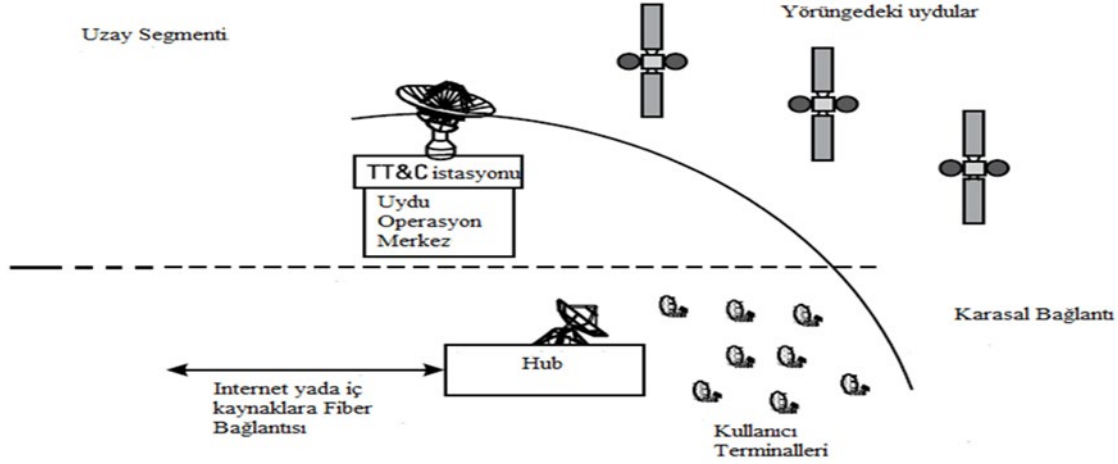 Uzay Segmenti
Yörüngedeki uydular
TT&C istasyonu
Uydu
Operasyon
Merkez
Karasal Bağlantı
Hub
Internet yada iç
kaynaklara Fiber
Bağlantısı
Kullanıcı
Terminalleri